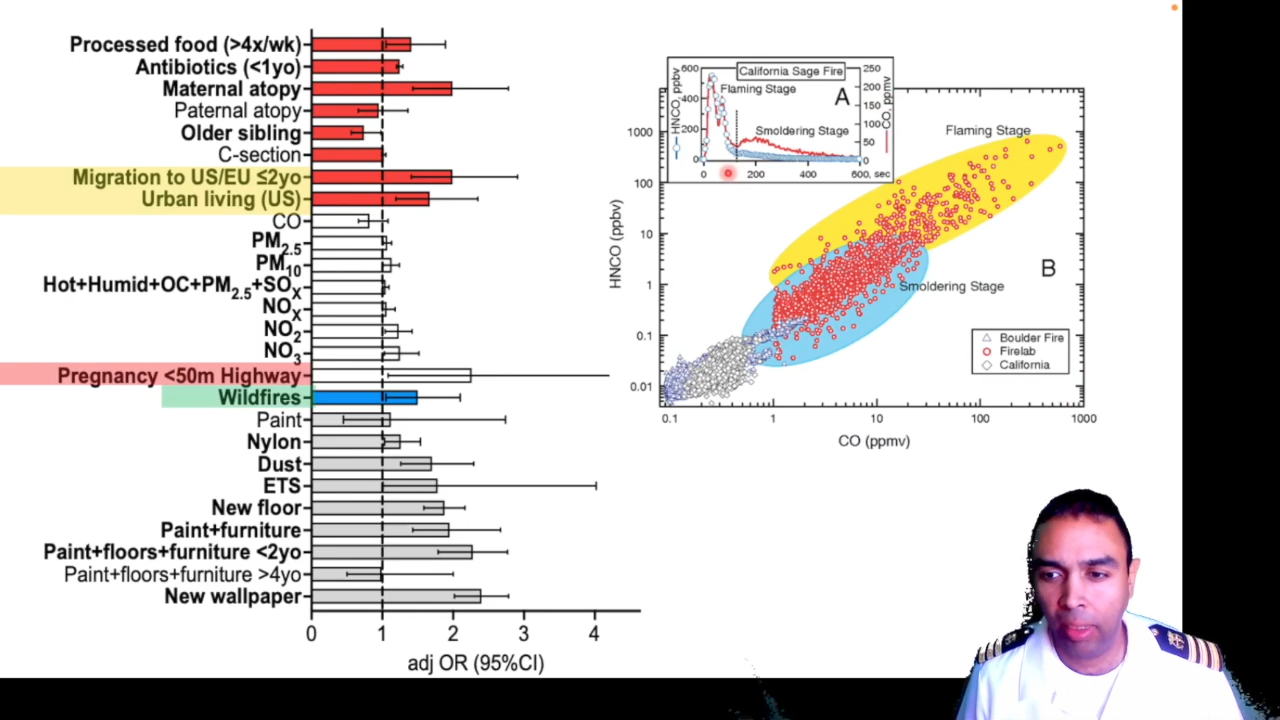 Processed food (>4x/wk)
Antibiotics (<1yo)
Maternal atopy
Paternal atopy
Older sibling
C-section
Migration to US/EU ≤2yo
Urban living (US)
CO
PM2.5
PM10
Hot+Humid+OC+PM2.5+SOX
NOX
NO2
NO3
Pregnancy <50m Highway
Wildfires
Paint
Nylon
Dust
ETS
New floor
Paint+furniture
Paint+floors+furniture <2yo
Paint+floors+furniture >4yo
New wallpaper
0 1 2 3 4
adj OR (95%CI)
California Sage Fire
A
Flaming Stage
Smoldering Stage
HNCO, ppbv
600
400
200
0
CO, ppmv
250
200
150
100
50
0
0 200 400 600, sec
Flaming Stage
Smoldering Stage
B
HNCO (ppbv)
1000
100
10
1
0.1
0.01
Boulder Fire
Firelab
California
0.1 1 10 100 1000
CO (ppmv)